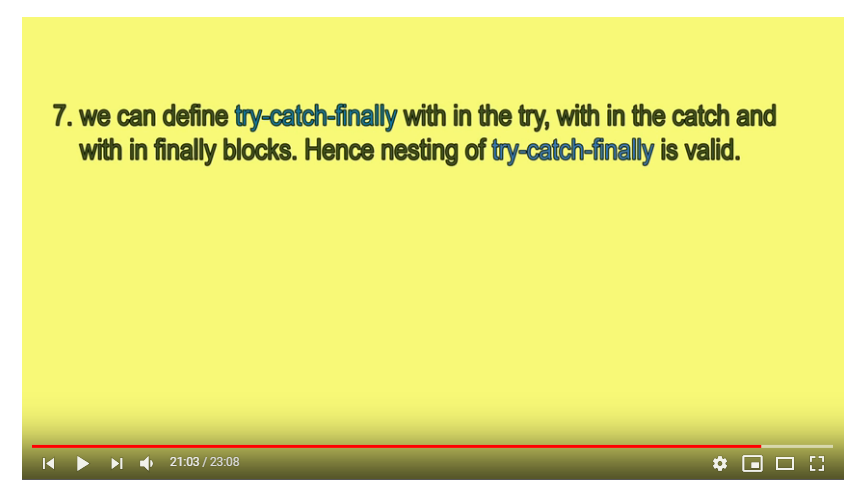 7. we can define try-catch-finally with in the try, with in the catch and
with in finally blocks. Hence nesting of try-catch-finally is valid.
21:03 / 23:08